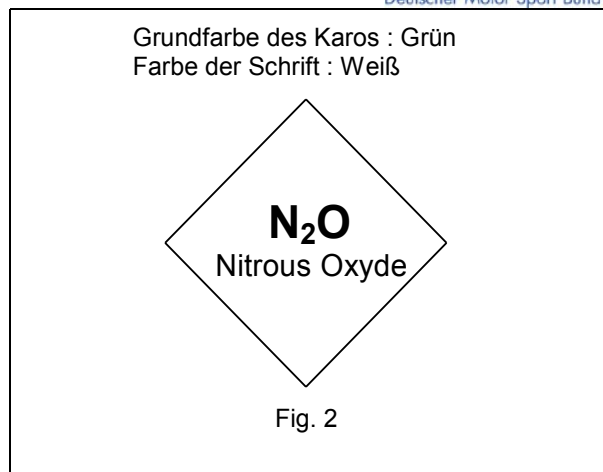 Deutscher Motor Sport Bund
Grundfarbe des Karos : Grün
Farbe der Schrift : Weiß
N₂O
Nitrous Oxyde
Fig. 2